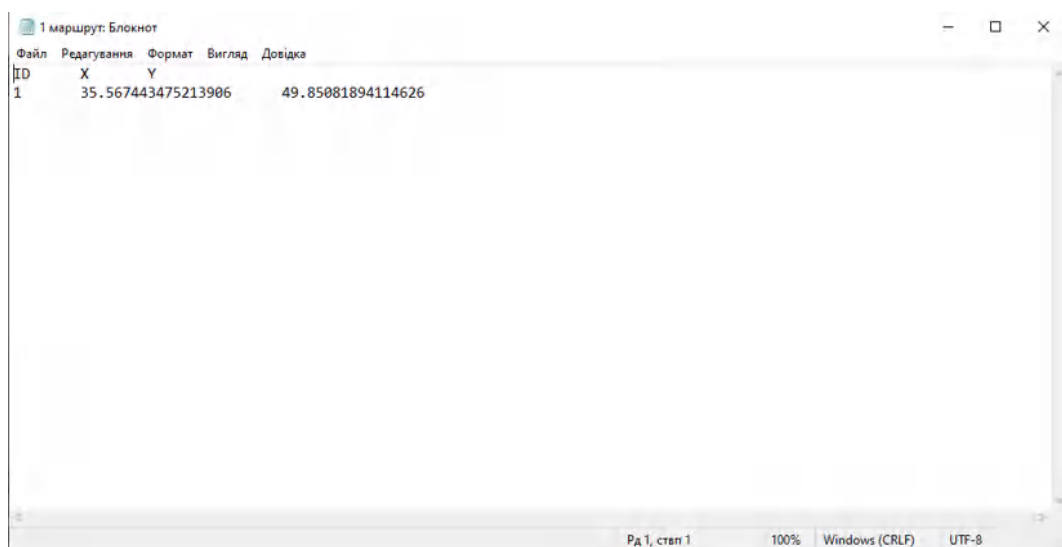 1 маршрут: Блокнот
Файл Редагування Формат Вигляд Довідка
ID X Y
1 35.567443475213906 49.85081894114626
Рд 1, ствп 1 100% Windows (CRLF) UTF-8